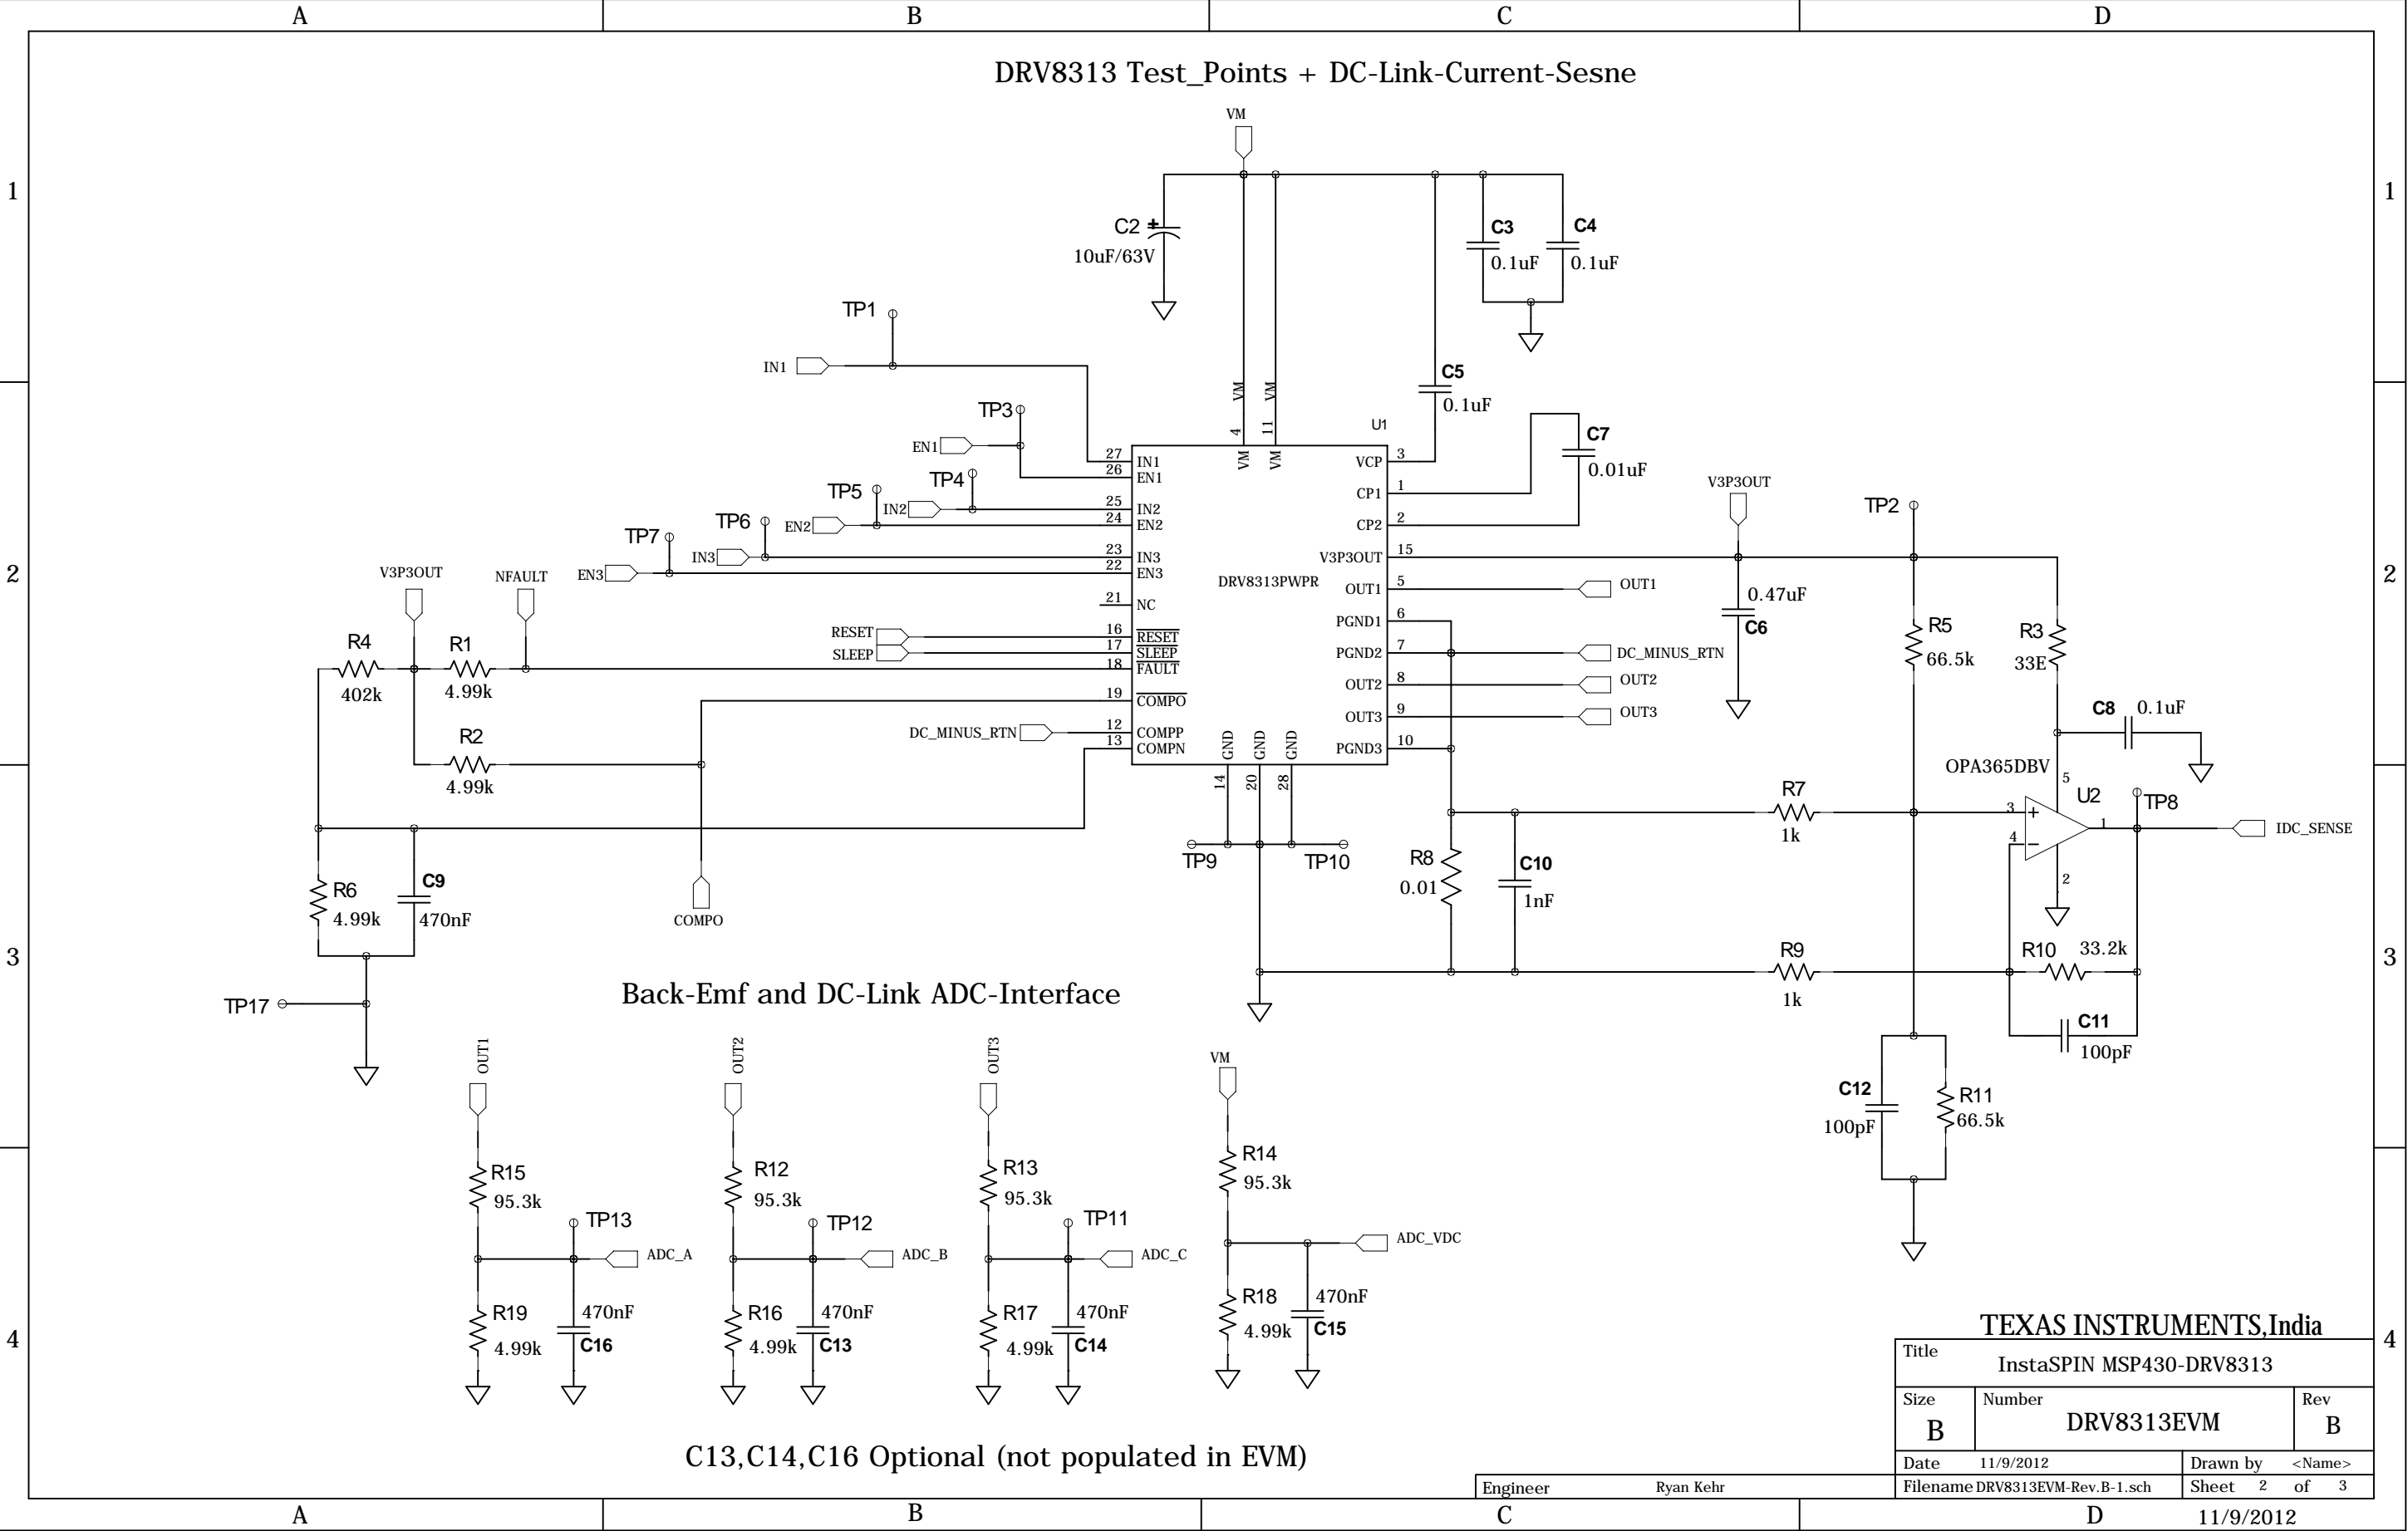 A B C D
DRV8313 Test_Points + DC-Link-Current-Sesne
VM
1 1
C2 +
10uF/63V
C3
0.1uF
C4
0.1uF
TP1
IN1
VM VM
C5
0.1uF
TP3
EN1
4 11
U1
C7
0.01uF
27 IN1
VM VM
VCP 3
26 EN1
TP4
TP5
IN2
CP1 1
V3P3OUT
TP2
25 IN2
TP6
EN2
24 EN2
CP2 2
TP7
IN3
23 IN3
V3P3OUT 15
2 2
V3P3OUT
NFAULT
EN3
22 EN3
DRV8313PWPR
OUT1 5
OUT1
0.47uF
C6
21 NC
PGND1 6
R5
66.5k
R3
33E
R4
402k
R1
4.99k
RESET
16 RESET
SLEEP
17 SLEEP
PGND2 7
DC_MINUS_RTN
18 FAULT
OUT2 8
OUT2
19 COMPO
OUT3 9
OUT3
C8
0.1uF
DC_MINUS_RTN
12 COMPP
13 COMPN
GND GND GND
PGND3 10
R2
4.99k
14 20 28
OPA365DBV
5
U2
TP8
R7
1k
3 +
1
IDC_SENSE
4 −
2
TP9
TP10
R8
0.01
C10
1nF
R6
4.99k
C9
470nF
COMPO
3 3
R9
1k
R10
33.2k
Back-Emf and DC-Link ADC-Interface
TP17
C11
100pF
OUT1
OUT2
OUT3
VM
C12
100pF
R11
66.5k
R15
95.3k
R12
95.3k
R13
95.3k
R14
95.3k
TP13
TP12
TP11
ADC_A
ADC_B
ADC_C
ADC_VDC
R19
4.99k
470nF
C16
R16
4.99k
470nF
C13
R17
4.99k
470nF
C14
R18
4.99k
470nF
C15
4 4
C13,C14,C16 Optional (not populated in EVM)
TEXAS INSTRUMENTS,India
Title
InstaSPIN MSP430-DRV8313
Size
B
Number
DRV8313EVM
Rev
B
Date 11/9/2012
Drawn by <Name>
Engineer Ryan Kehr
Filename DRV8313EVM-Rev.B-1.sch
Sheet 2 of 3
A B C D
11/9/2012